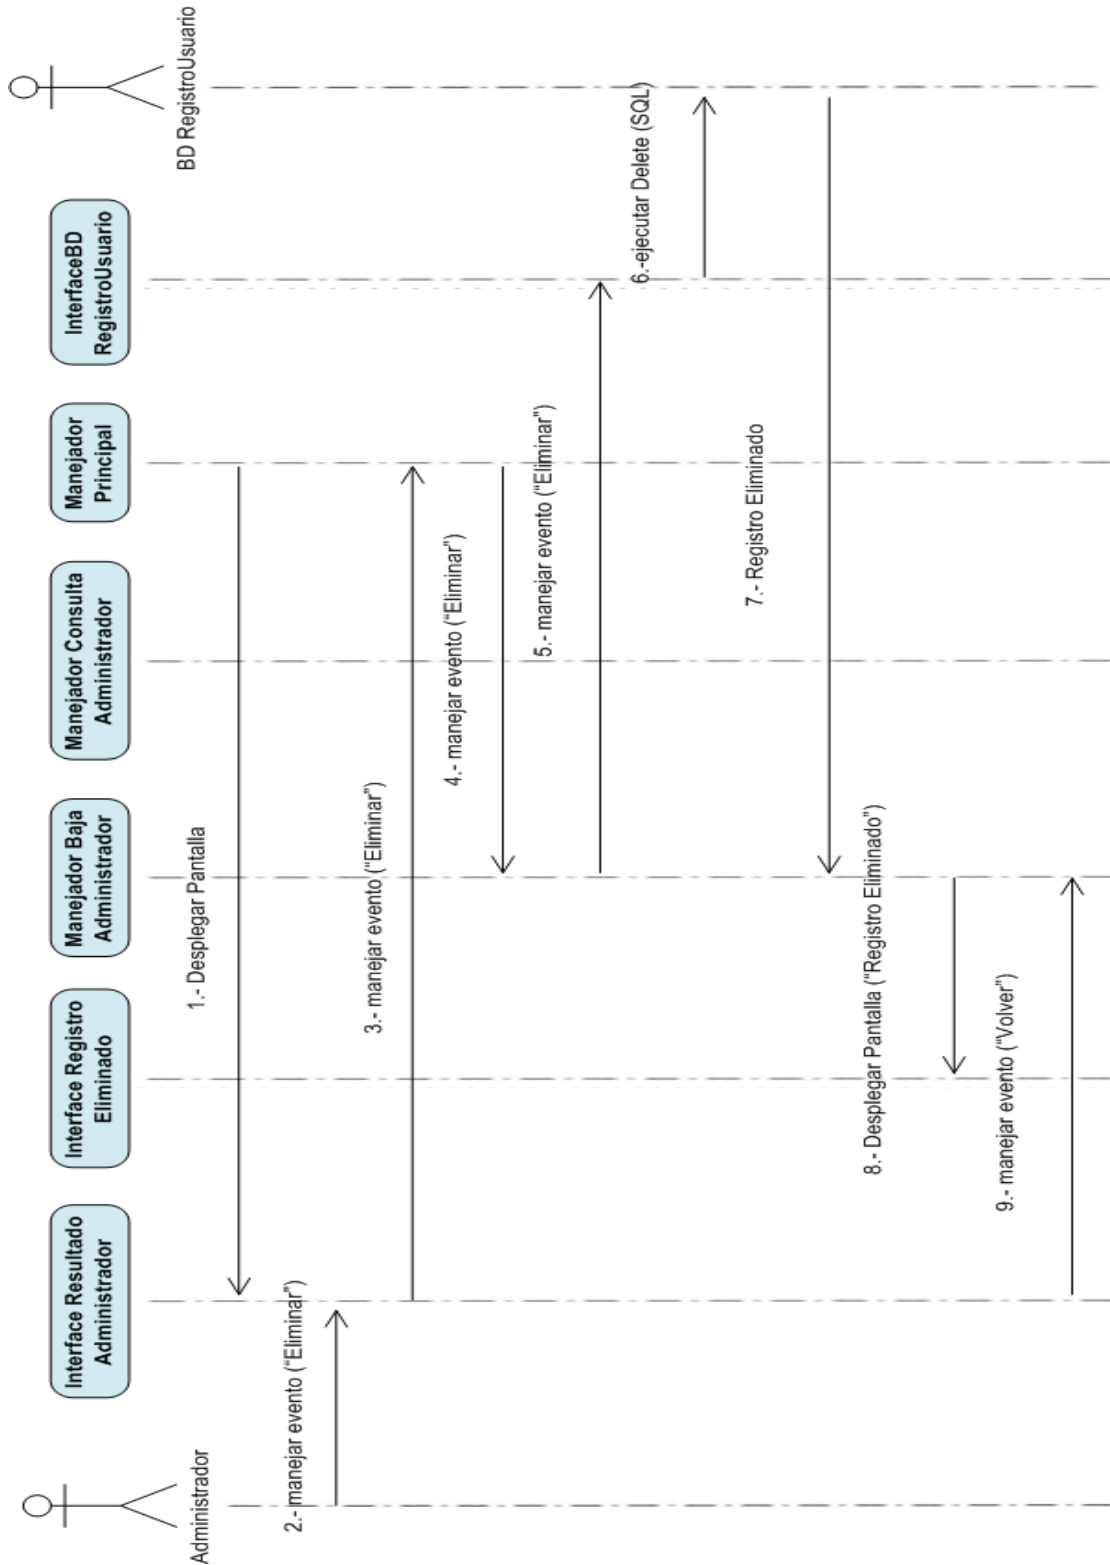 Administrador
Interface Resultado
Administrador
Interface Registro
Eliminado
Manejador Baja
Administrador
Manejador Consulta
Administrador
Manejador
Principal
InterfaceBD
RegistroUsuario
BD RegistroUsuario
1.- Desplegar Pantalla
2.- manejar evento (“Eliminar”)
3.- manejar evento (“Eliminar”)
4.- manejar evento (“Eliminar”)
5.- manejar evento (“Eliminar”)
6.-ejecutar Delete (SQL)
7.- Registro Eliminado
8.- Desplegar Pantalla (“Registro Eliminado”)
9.- manejar evento (“Volver”)